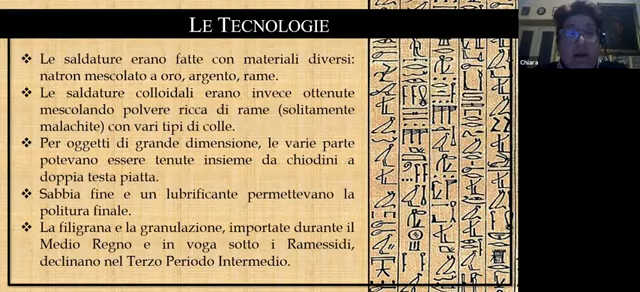 LE TECNOLOGIE
❖ Le saldature erano fatte con materiali diversi:
natron mescolato a oro, argento, rame.
❖ Le saldature colloidali erano invece ottenute
mescolando polvere ricca di rame (solitamente
malachite) con vari tipi di colle.
❖ Per oggetti di grande dimensione, le varie parte
potevano essere tenute insieme da chiodini a
doppia testa piatta.
❖ Sabbia fine e un lubrificante permettevano la
politura finale.
❖ La filigrana e la granulazione, importate durante il
Medio Regno e in voga sotto i Ramessidi,
declinano nel Terzo Periodo Intermedio.
Chiara